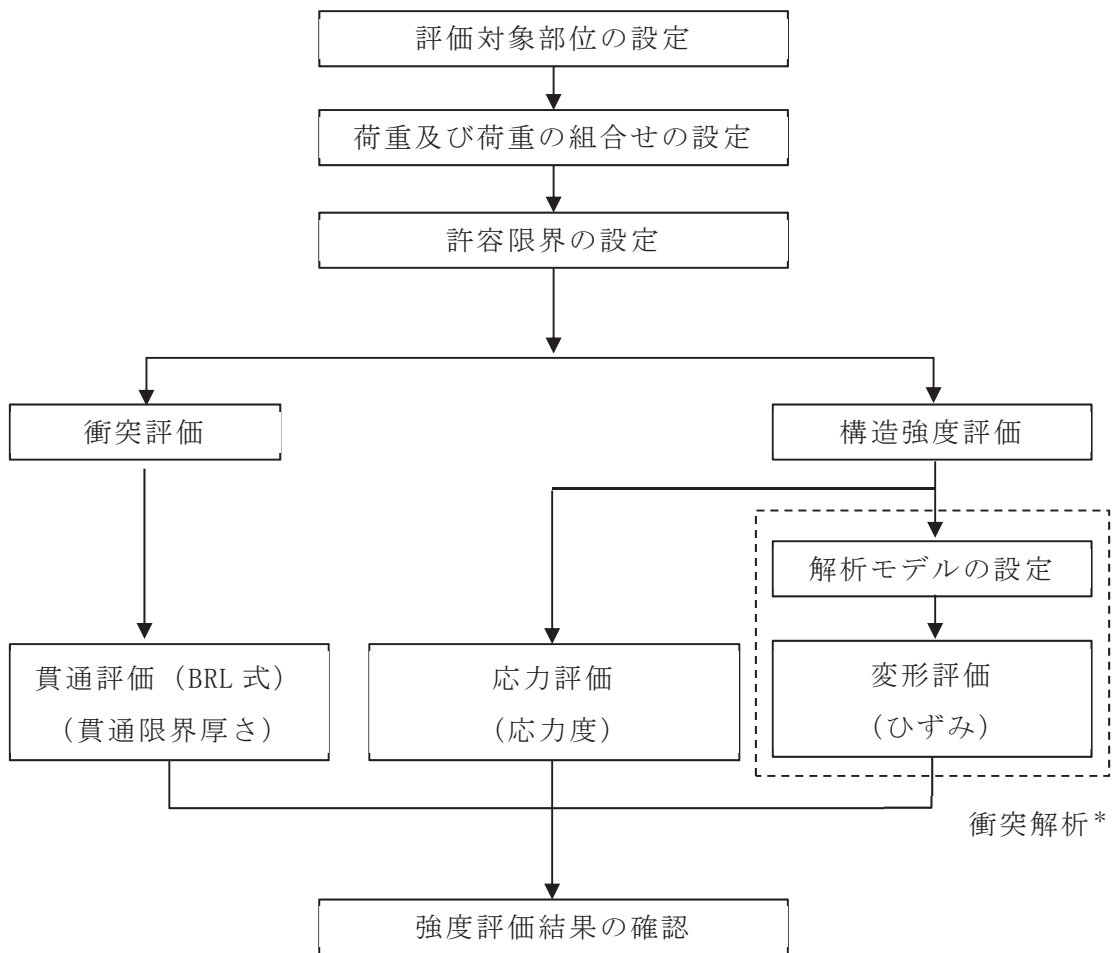 評価対象部位の設定
荷重及び荷重の組合せの設定
許容限界の設定
衝突評価
構造強度評価
解析モデルの設定
貫通評価（BRL 式）
（貫通限界厚さ）
応力評価
（応力度）
変形評価
（ひずみ）
衝突解析*
強度評価結果の確認